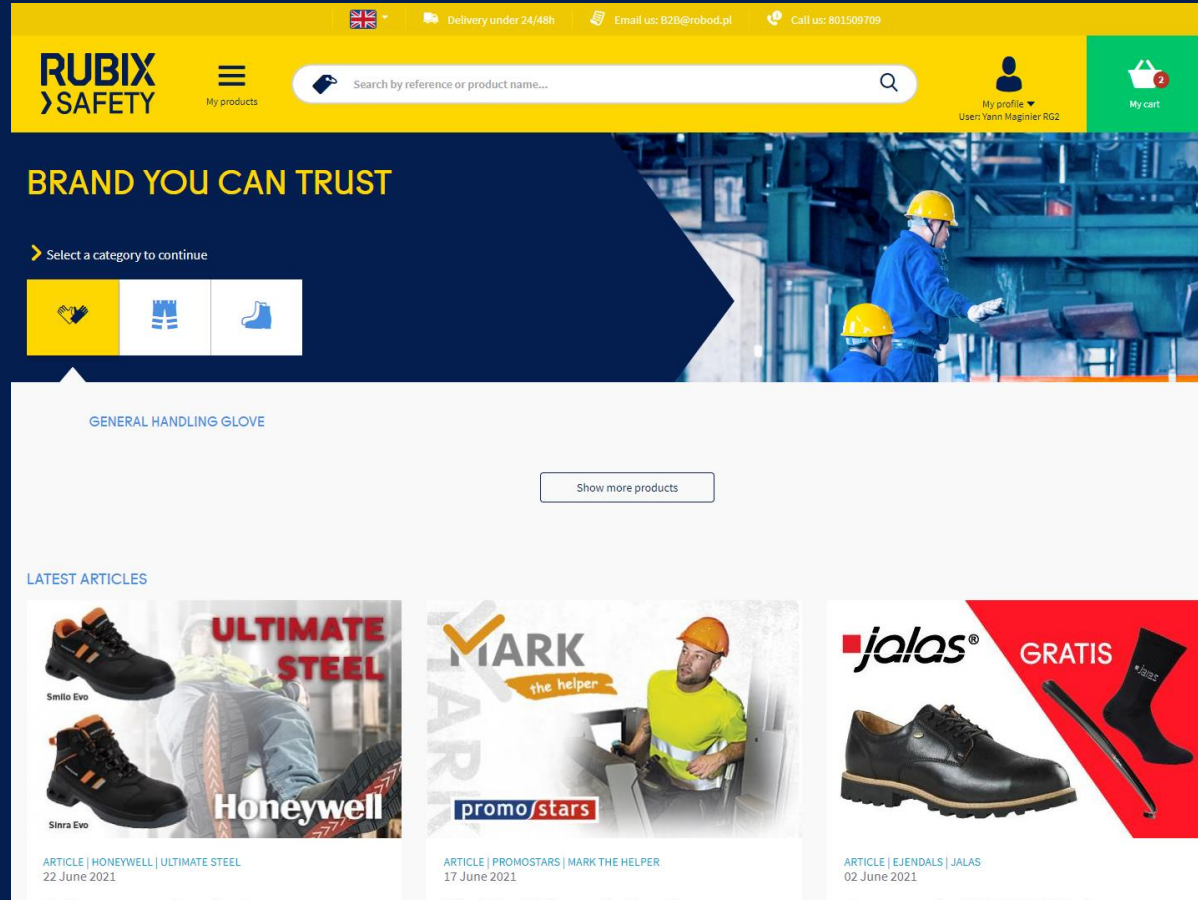 Delivery under 24/48h
Email us: B2B@robod.pl
Call us: 801509709
RUBIX
SAFETY
My products
Search by reference or product name...
My profile
User: Yann Maginier RG2
2
My cart
BRAND YOU CAN TRUST
Select a category to continue
GENERAL HANDLING GLOVE
Show more products
LATEST ARTICLES
Smilo Evo
Sinra Evo
ULTIMATE
STEEL
Honeywell
MARK
MARK
the helper
promo stars
jalas®
GRATIS
jalas
ARTICLE | HONEYWELL | ULTIMATE STEEL
22 June 2021
ARTICLE | PROMOSTARS | MARK THE HELPER
17 June 2021
ARTICLE | EJENDALS | JALAS
02 June 2021